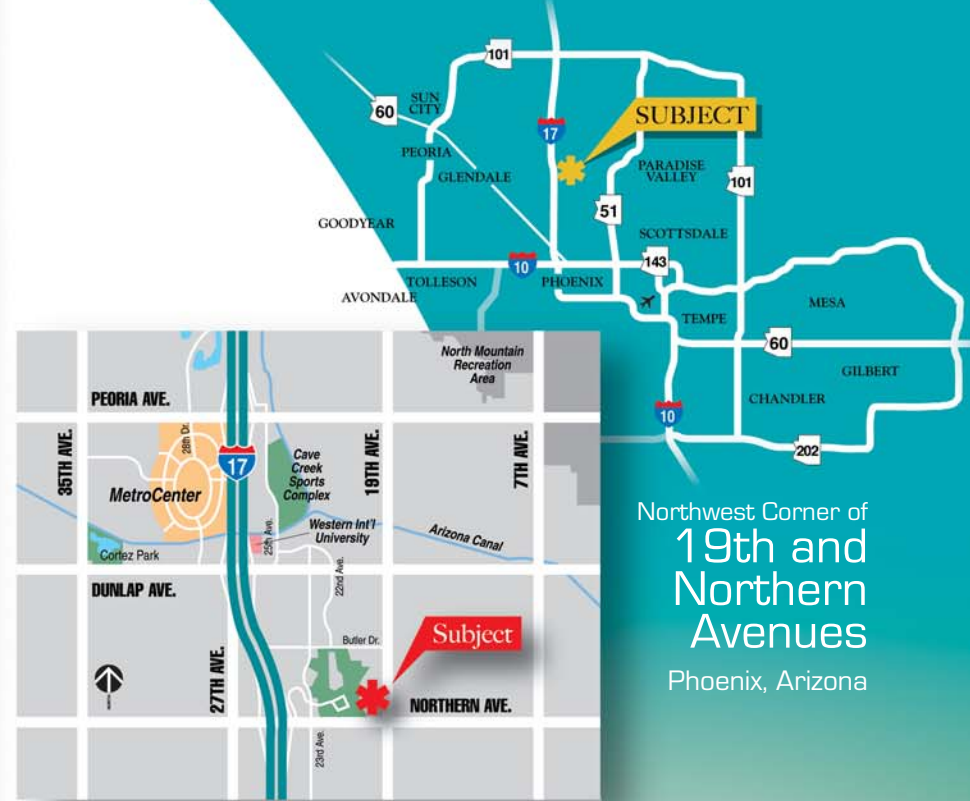 101
SUN
CITY
60
17
SUBJECT
PEORIA
GLENDALE
PARADISE
VALLEY
101
51
GOODYEAR
SCOTTSDALE
143
10
TOLLESON
PHOENIX
AVONDALE
MESA
TEMPE
60
GILBERT
CHANDLER
10
202
North Mountain
Recreation
Area
PEORIA AVE.
35TH AVE.
28th Dr.
17
Cave
Creek
Sports
Complex
19TH AVE.
7TH AVE.
MetroCenter
Western Int'l
University
25th Ave.
Arizona Canal
Cortez Park
22nd Ave.
DUNLAP AVE.
Subject
Butler Dr.
27TH AVE.
NORTHERN AVE.
23rd Ave.
Northwest Corner of
19th and
Northern
Avenues
Phoenix, Arizona